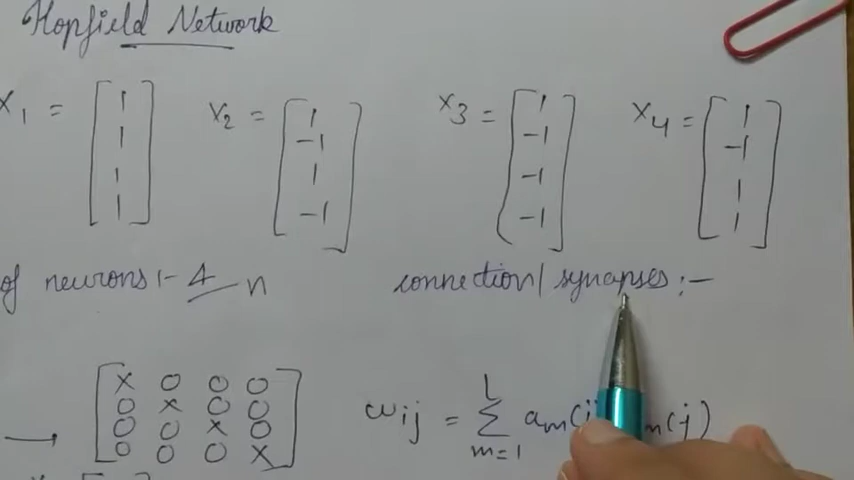 Hopfield Network
X1 = [1 1 1 1] X2 = [1 -1 1 -1] X3 = [1 -1 -1 -1] X4 = [1 -1 1 1]
of neurons :- 4 n connection/synapses :-
→ [X 0 0 0
0 X 0 0
0 0 X 0
0 0 0 X]
wij = Σ L m=1 am(i) m(j)